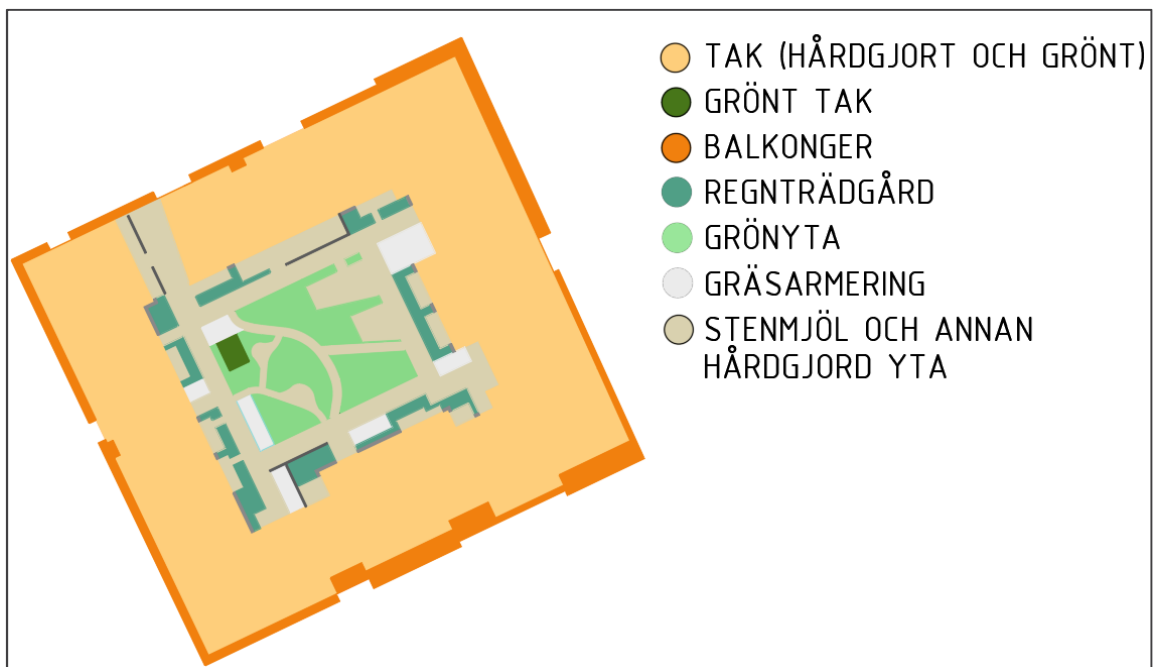 TAK (HÅRDGJORT OCH GRÖNT)
GRÖNT TAK
BALKONGER
REGNTRÄDGÅRD
GRÖNYTA
GRÄSARMERING
STENMJÖL OCH ANNAN
HÅRDGJORD YTA